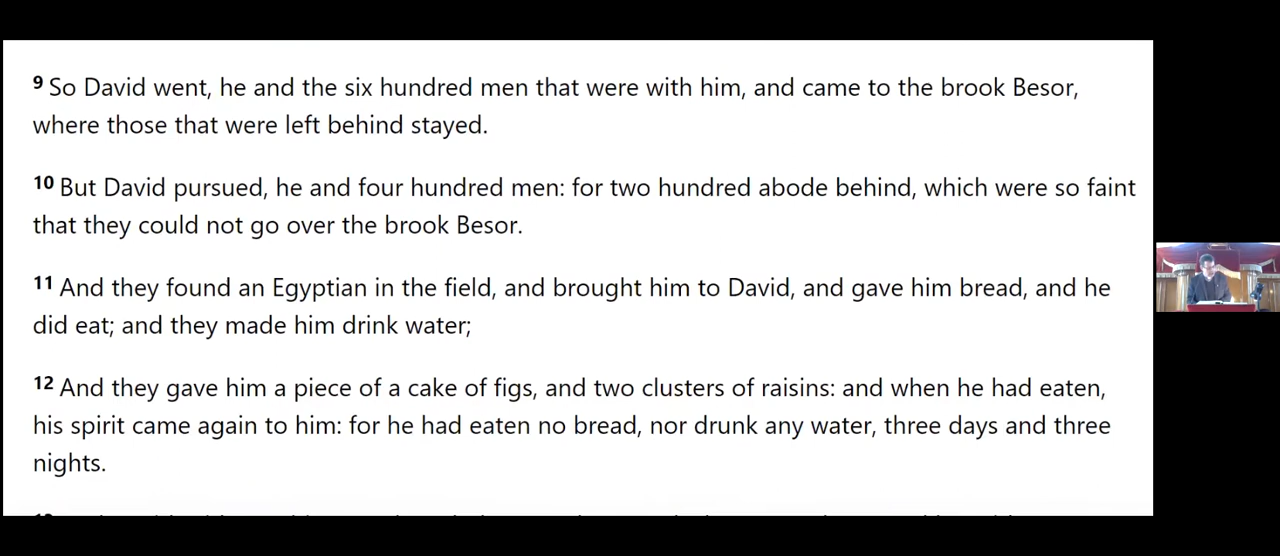 9 So David went, he and the six hundred men that were with him, and came to the brook Besor,
where those that were left behind stayed.
10 But David pursued, he and four hundred men: for two hundred abode behind, which were so faint
that they could not go over the brook Besor.
11 And they found an Egyptian in the field, and brought him to David, and gave him bread, and he
did eat; and they made him drink water;
12 And they gave him a piece of a cake of figs, and two clusters of raisins: and when he had eaten,
his spirit came again to him: for he had eaten no bread, nor drunk any water, three days and three
nights.